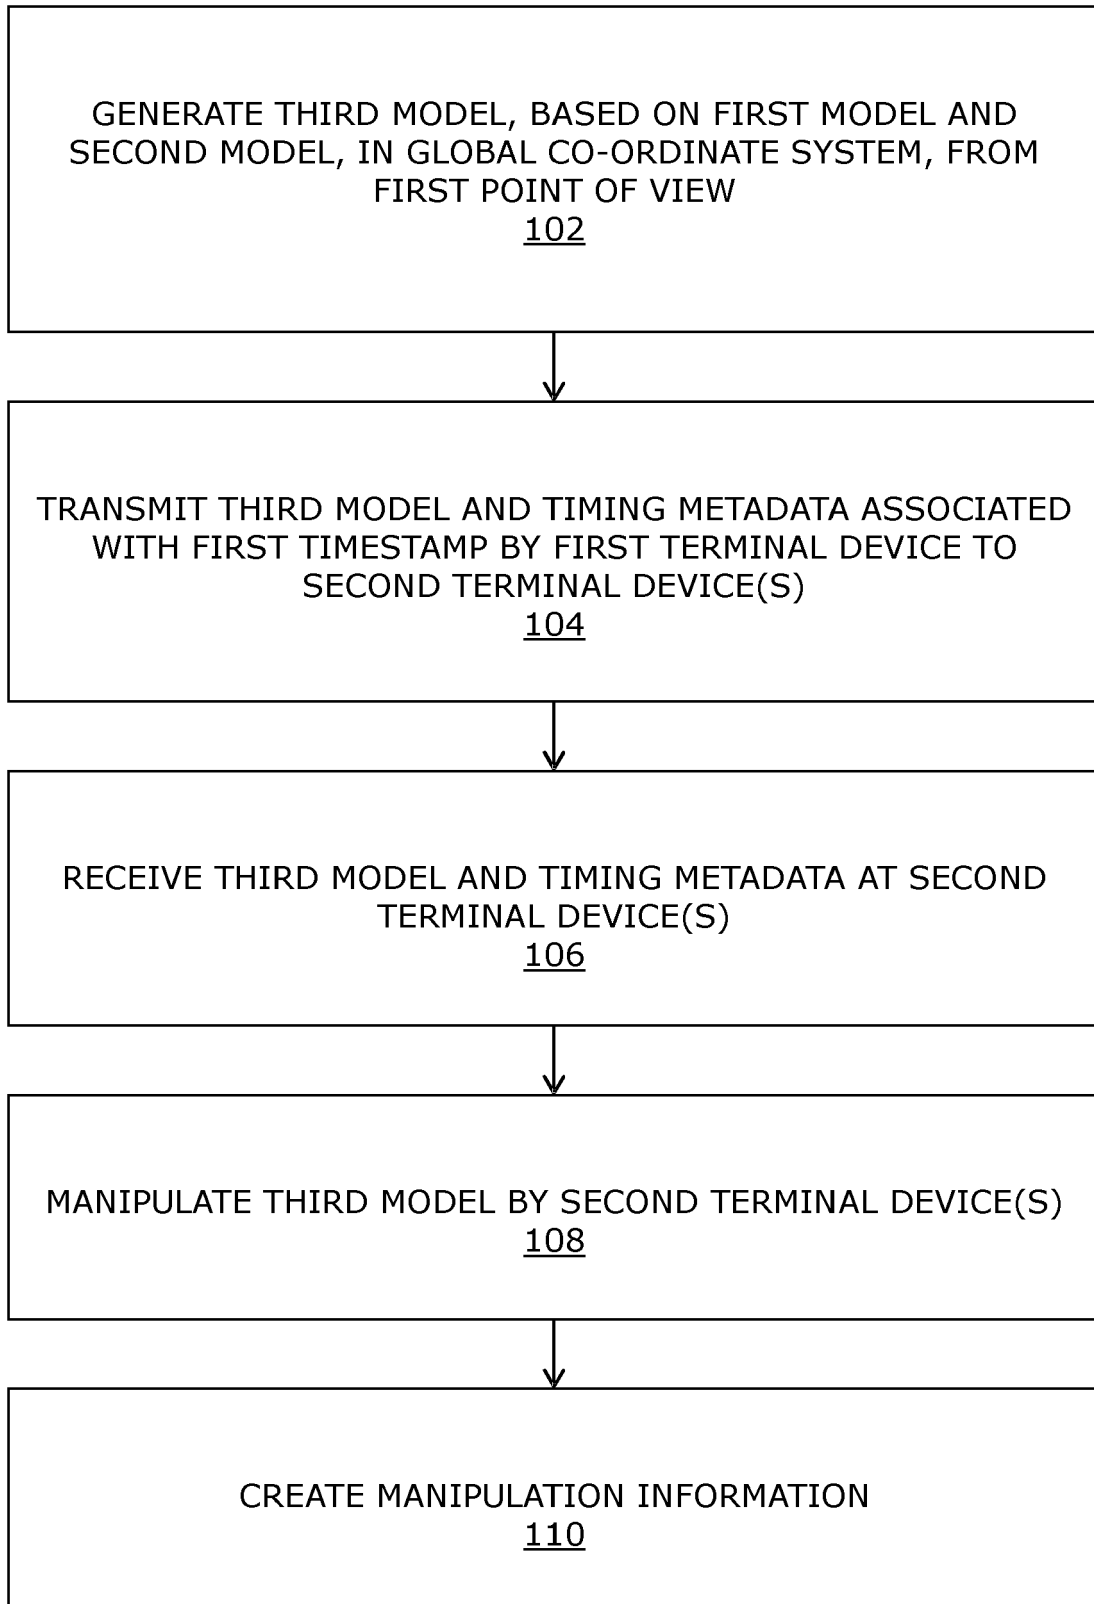 GENERATE THIRD MODEL, BASED ON FIRST MODEL AND
SECOND MODEL, IN GLOBAL CO-ORDINATE SYSTEM, FROM
FIRST POINT OF VIEW
102
TRANSMIT THIRD MODEL AND TIMING METADATA ASSOCIATED
WITH FIRST TIMESTAMP BY FIRST TERMINAL DEVICE TO
SECOND TERMINAL DEVICE(S)
104
RECEIVE THIRD MODEL AND TIMING METADATA AT SECOND
TERMINAL DEVICE(S)
106
MANIPULATE THIRD MODEL BY SECOND TERMINAL DEVICE(S)
108
CREATE MANIPULATION INFORMATION
110